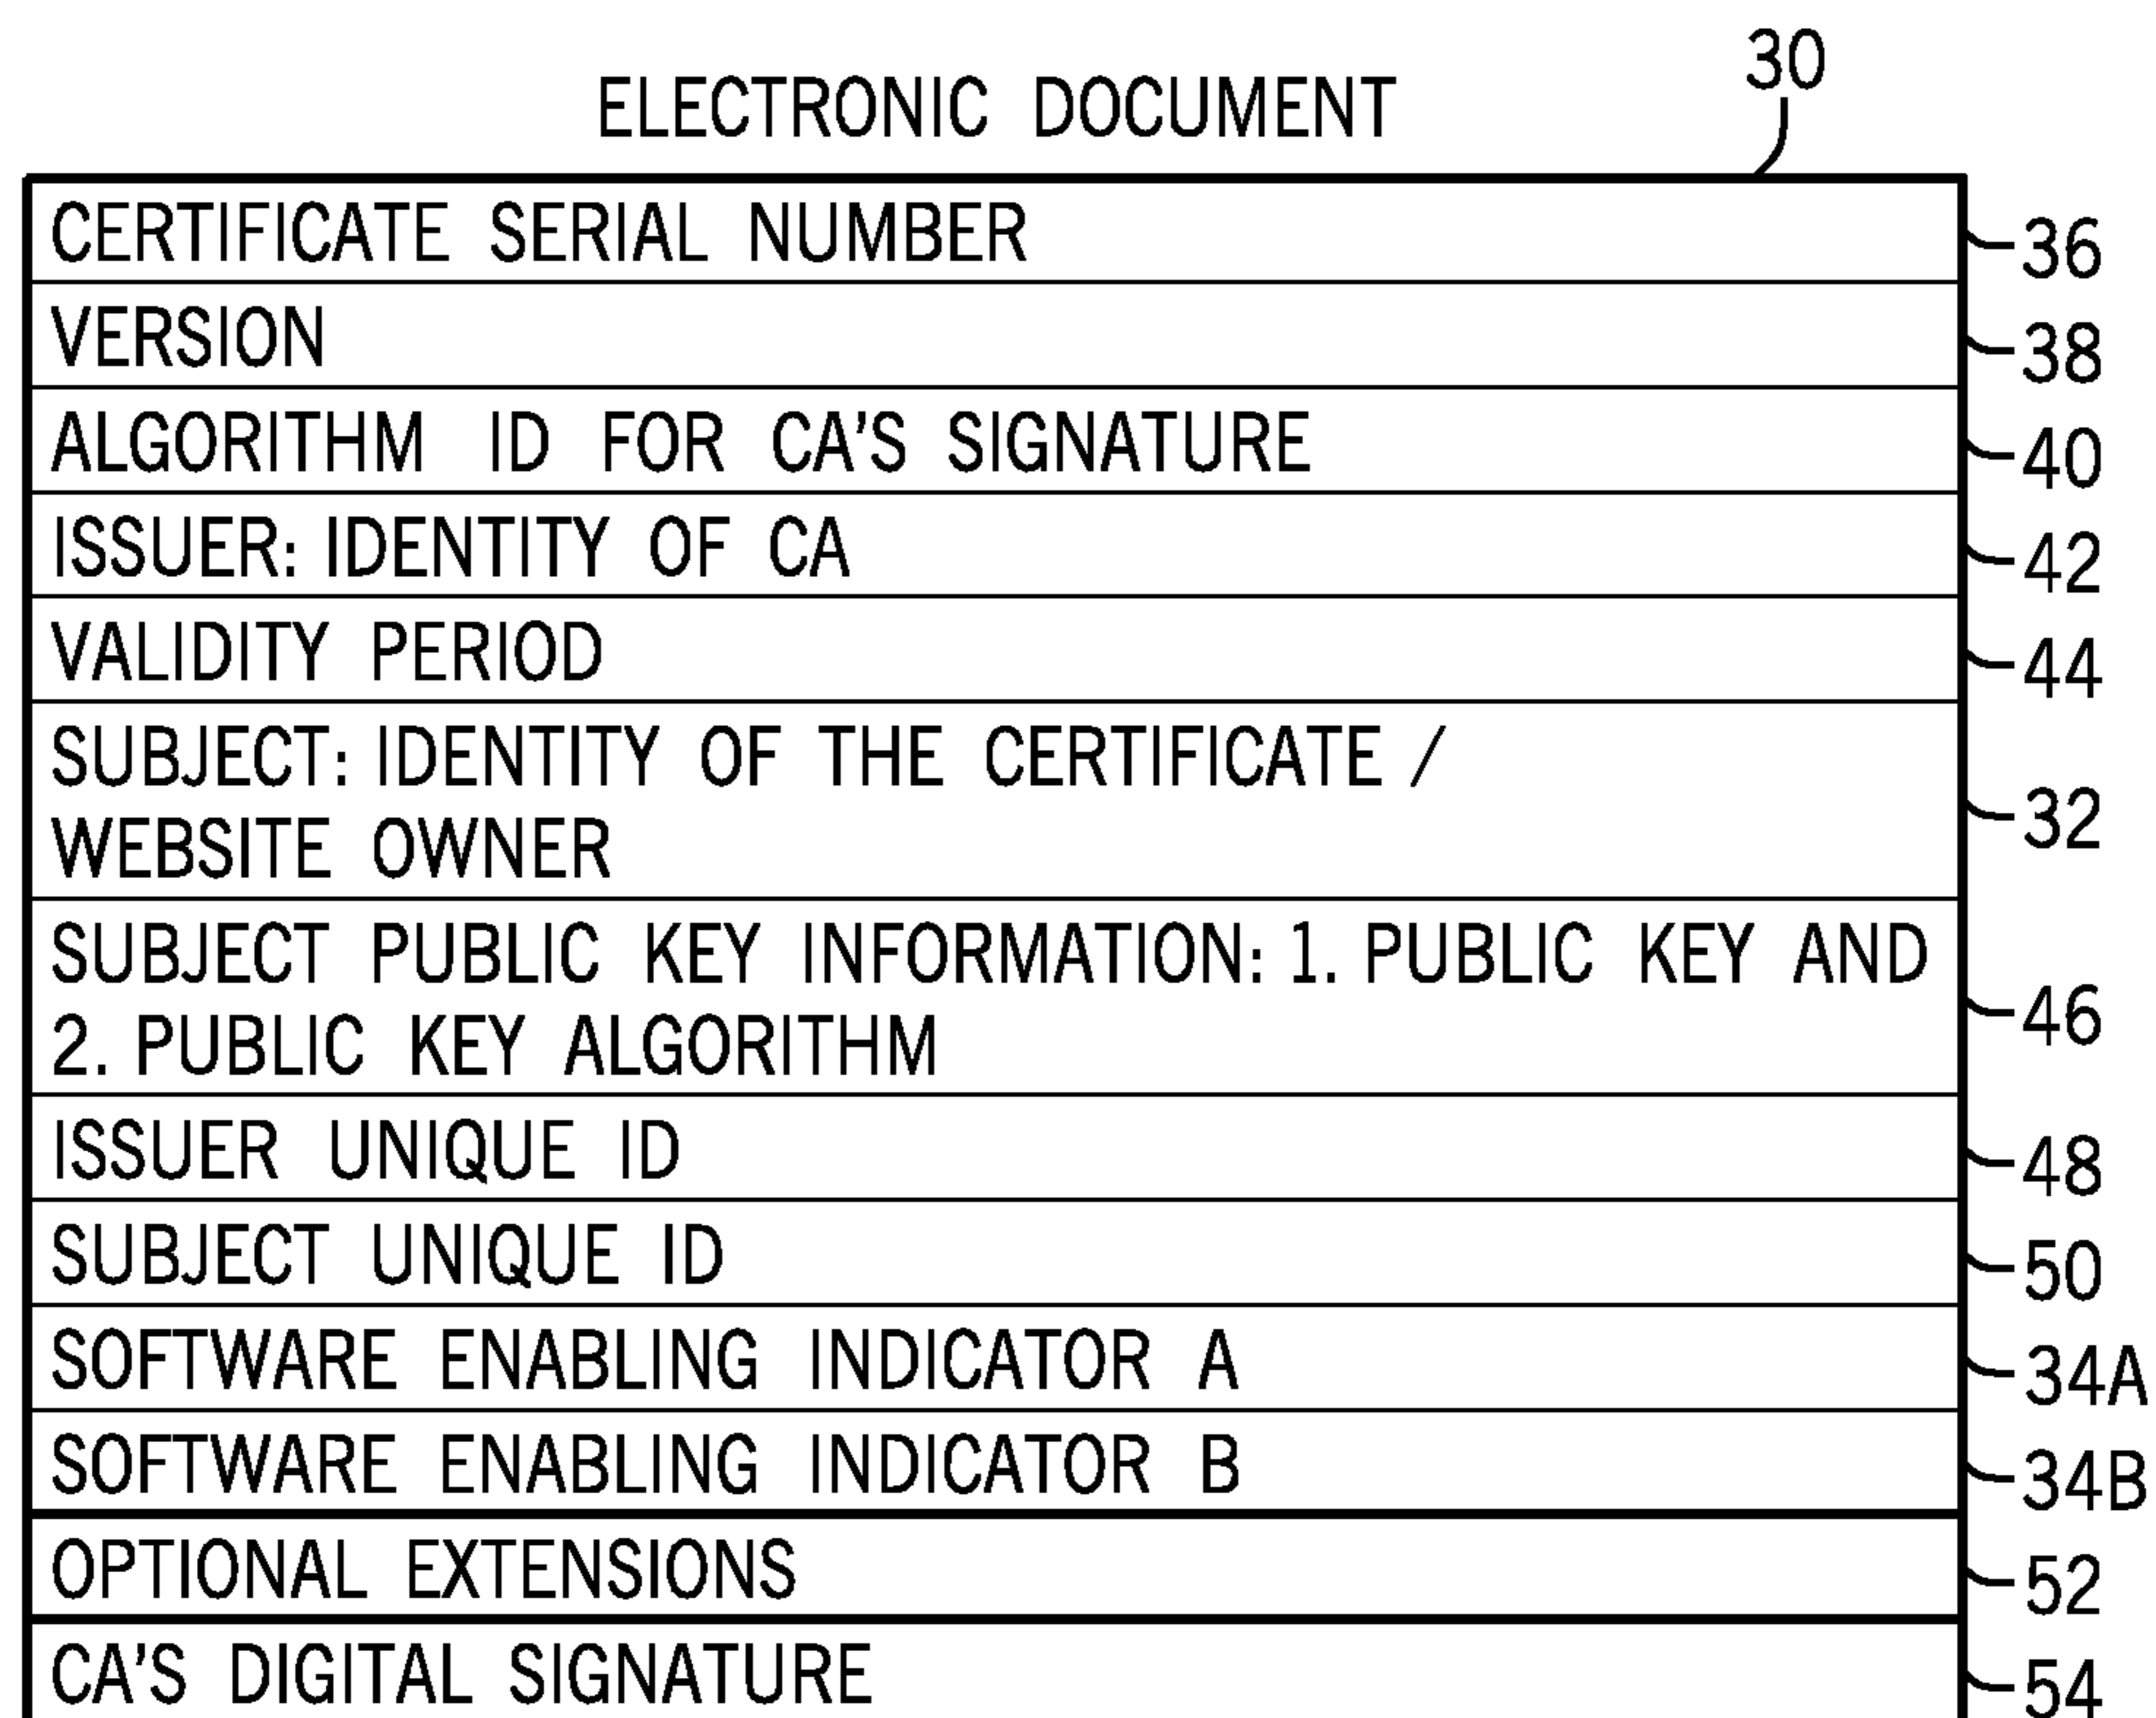 30
ELECTRONIC DOCUMENT
CERTIFICATE SERIAL NUMBER 36
VERSION 38
ALGORITHM ID FOR CA'S SIGNATURE 40
ISSUER: IDENTITY OF CA 42
VALIDITY PERIOD 44
SUBJECT: IDENTITY OF THE CERTIFICATE /
WEBSITE OWNER
32
SUBJECT PUBLIC KEY INFORMATION: 1. PUBLIC KEY AND
2. PUBLIC KEY ALGORITHM
46
ISSUER UNIQUE ID 48
SUBJECT UNIQUE ID 50
SOFTWARE ENABLING INDICATOR A 34A
SOFTWARE ENABLING INDICATOR B 34B
OPTIONAL EXTENSIONS 52
CA'S DIGITAL SIGNATURE 54